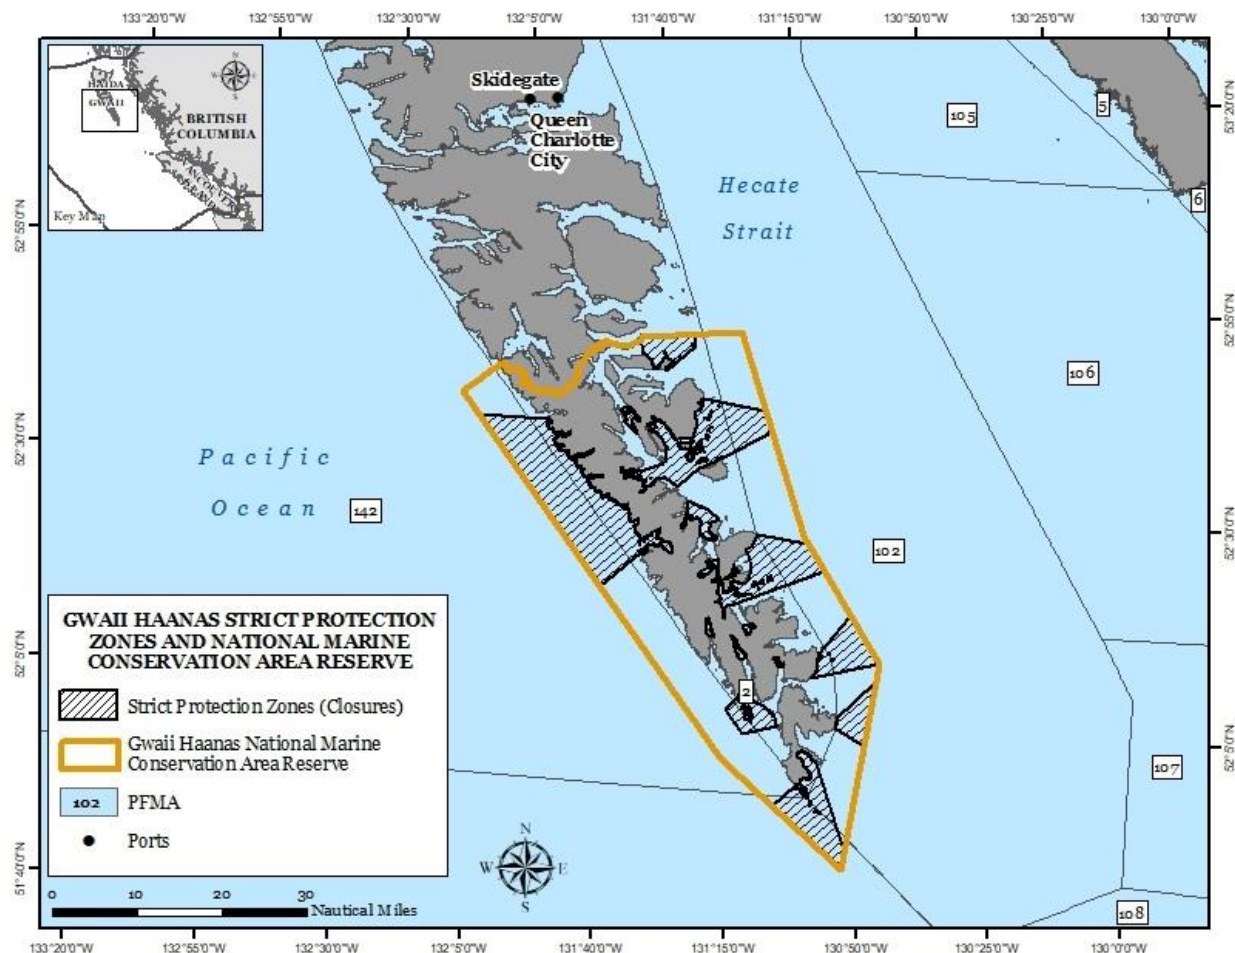 133°20'0"W 132°55'0"W 132°30'0"W 132°5'0"W 131°40'0"W 131°15'0"W 130°50'0"W 130°25'0"W 130°0'0"W
N
W E
S
HAIDA
GWAII
BRITISH
COLUMBIA
VANCOUVER
ISLAND
Key Map
Skidegate
Queen
Charlotte
City
Hecate
Strait
105
5
6
53°20'0"N
52°55'0"N
52°55'0"N
106
52°30'0"N
Pacific
Ocean
142
52°30'0"N
102
GWAII HAANAS STRICT PROTECTION
ZONES AND NATIONAL MARINE
CONSERVATION AREA RESERVE
Strict Protection Zones (Closures)
Gwaii Haanas National Marine
Conservation Area Reserve
102 PFMA
Ports
2
52°5'0"N
52°5'0"N
107
N
W E
S
51°40'0"N
0 10 20 30
Nautical Miles
108
133°20'0"W 132°55'0"W 132°30'0"W 132°5'0"W 131°40'0"W 131°15'0"W 130°50'0"W 130°25'0"W 130°0'0"W